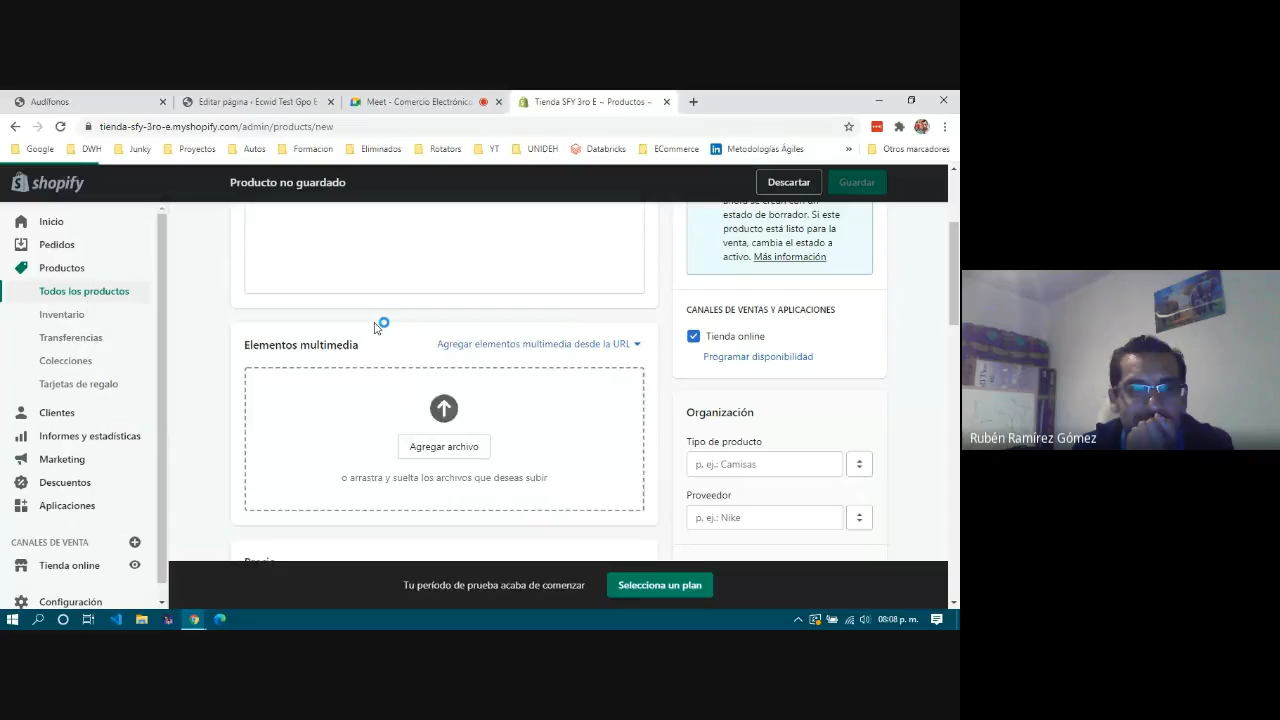 Audífonos
Editar página ‹ Ecwid Test Gpo E
Meet - Comercio Electrónico
Tienda SFY 3ro E ~ Productos ~
tienda-sfy-3ro-e.myshopify.com/admin/products/new
Google DWH Junky Proyectos Autos Formacion Eliminados Rotators YT UNIDEH Databricks ECommerce Metodologías Ágiles » Otros marcadores
shopify
Producto no guardado
Descartar
Guardar
Inicio
Pedidos
Productos
Todos los productos
Inventario
Transferencias
Colecciones
Tarjetas de regalo
Clientes
Informes y estadísticas
Marketing
Descuentos
Aplicaciones
CANALES DE VENTA
Tienda online
Configuración
Elementos multimedia
Agregar elementos multimedia desde la URL
Agregar archivo
o arrastra y suelta los archivos que deseas subir
Precio
ahora se crean con un
estado de borrador. Si este
producto está listo para la
venta, cambia el estado a
activo. Más información
CANALES DE VENTAS Y APLICACIONES
Tienda online
Programar disponibilidad
Organización
Tipo de producto
p. ej.: Camisas
Proveedor
p. ej.: Nike
Tu período de prueba acaba de comenzar
Selecciona un plan
08:08 p. m.
Rubén Ramírez Gómez